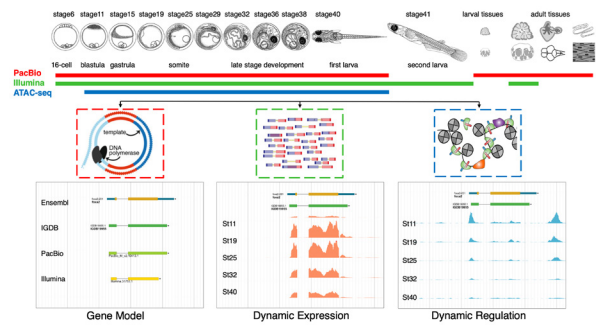 stage6 stage11 stage15 stage19 stage25 stage29 stage32 stage36 stage38 stage40 stage41 larval tissues adult tissues
16-cell blastula gastrula somite late stage development first larva second larva
PacBio
Illumina
ATAC-seq
template
DNA
polymerase
Ensembl
IGDB
PacBio
Illumina
St11
St19
St25
St32
St40
St11
St19
St25
St32
St40
Gene Model Dynamic Expression Dynamic Regulation